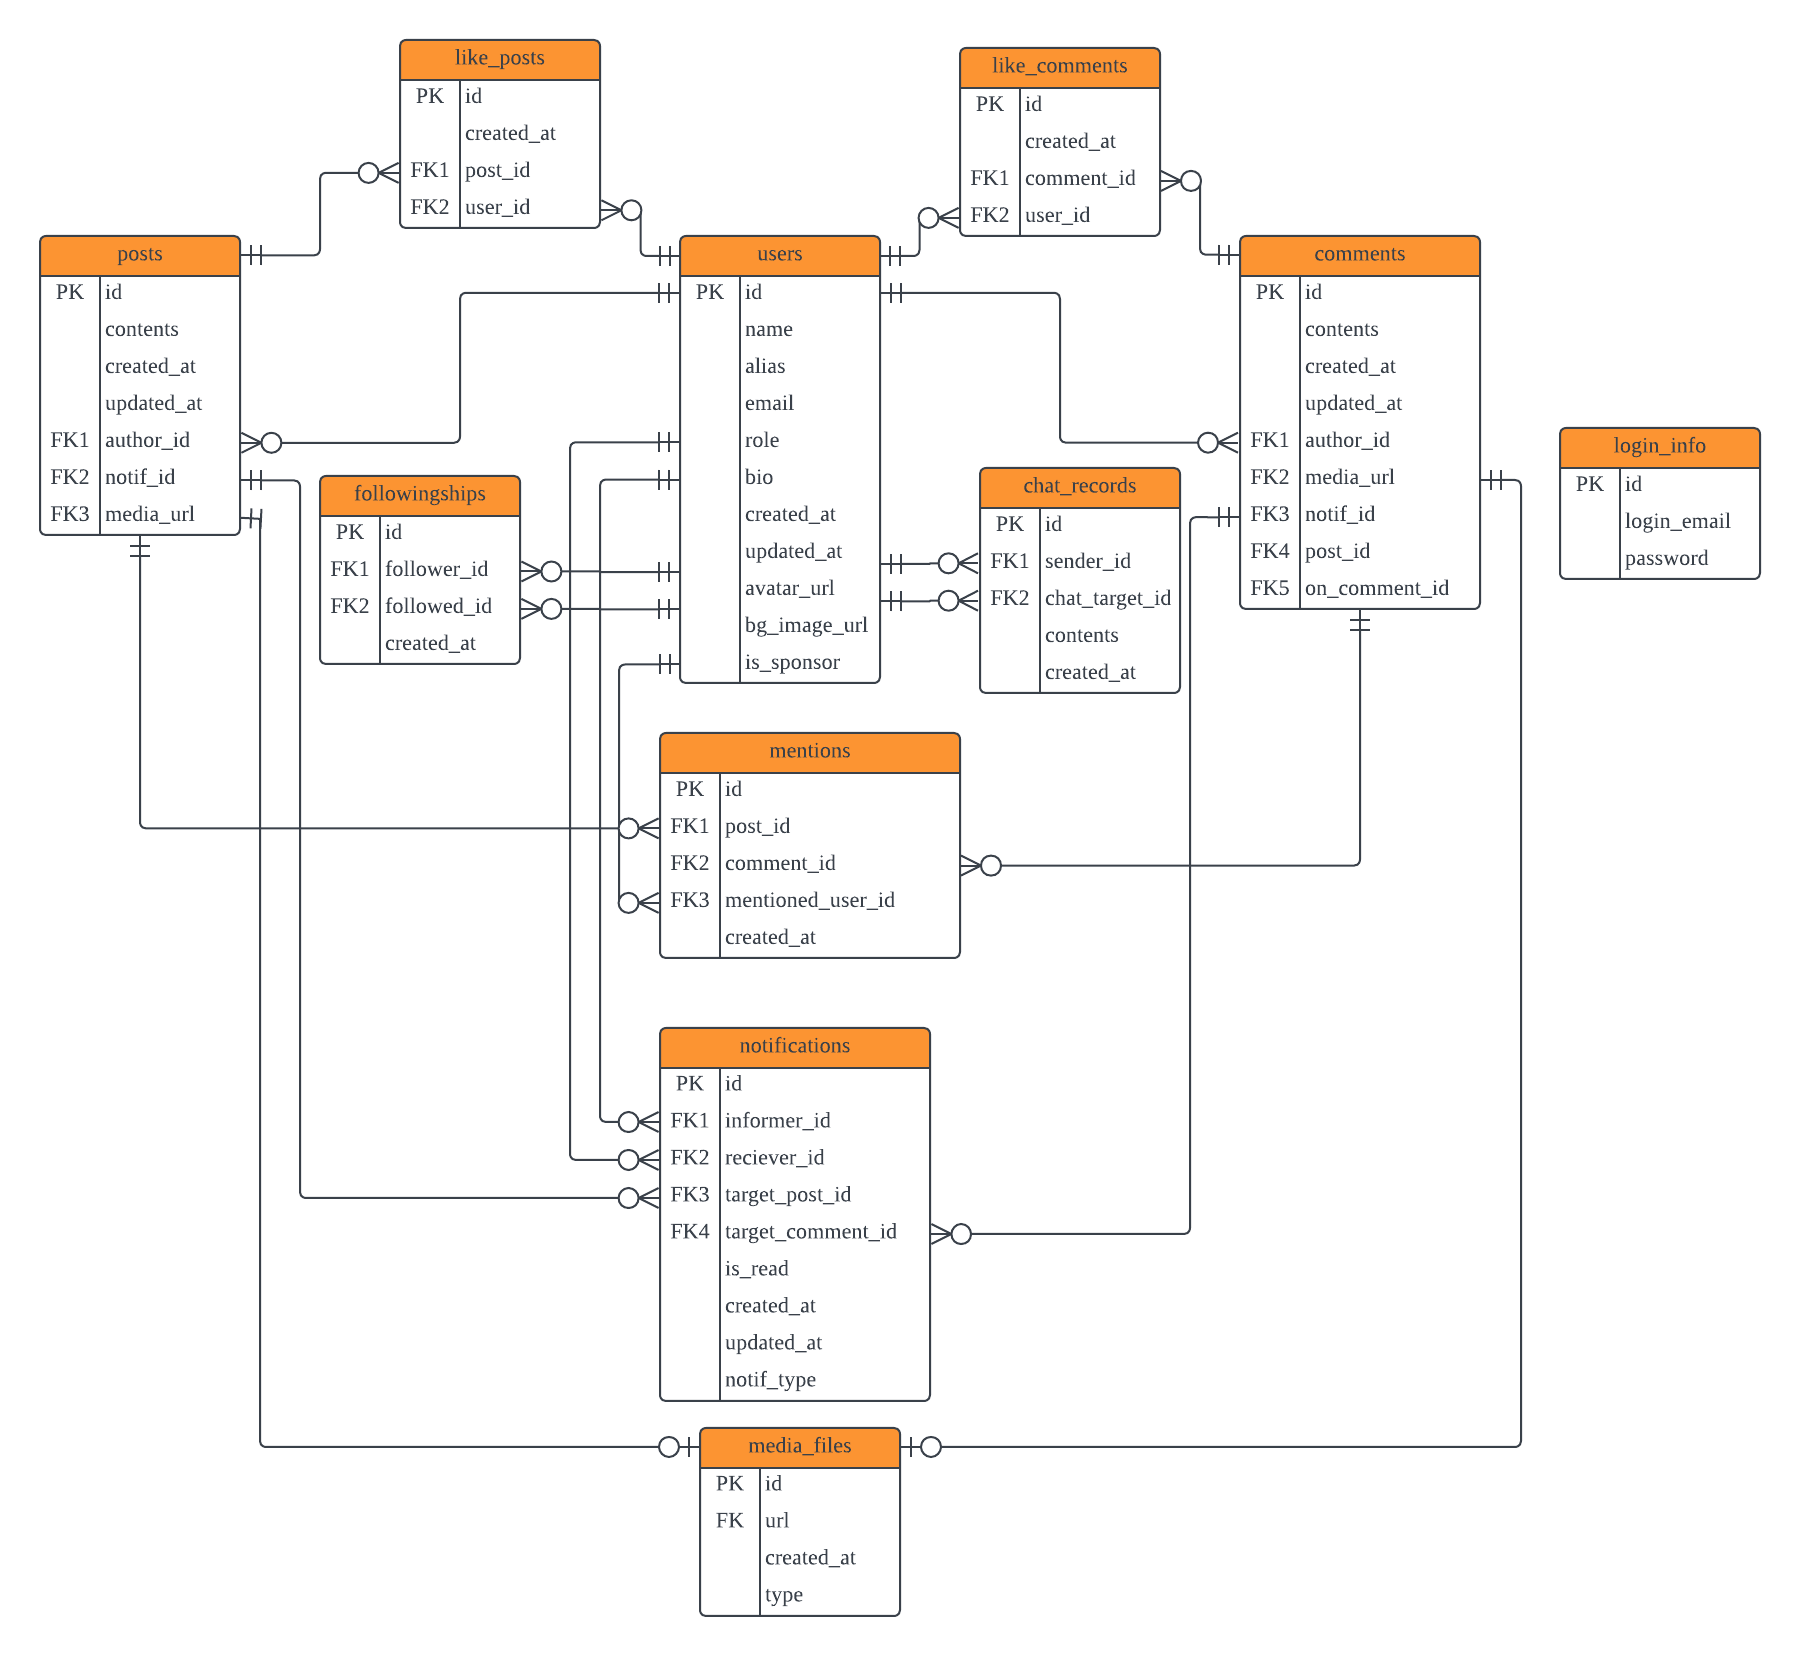 like_posts
PK id
created_at
FK1 post_id
FK2 user_id
like_comments
PK id
created_at
FK1 comment_id
FK2 user_id
posts
PK id
contents
created_at
updated_at
FK1 author_id
FK2 notif_id
FK3 media_url
users
PK id
name
alias
email
role
bio
created_at
updated_at
avatar_url
bg_image_url
is_sponsor
comments
PK id
contents
created_at
updated_at
FK1 author_id
FK2 media_url
FK3 notif_id
FK4 post_id
FK5 on_comment_id
login_info
PK id
login_email
password
followingships
PK id
FK1 follower_id
FK2 followed_id
created_at
chat_records
PK id
FK1 sender_id
FK2 chat_target_id
contents
created_at
mentions
PK id
FK1 post_id
FK2 comment_id
FK3 mentioned_user_id
created_at
notifications
PK id
FK1 informer_id
FK2 reciever_id
FK3 target_post_id
FK4 target_comment_id
is_read
created_at
updated_at
notif_type
media_files
PK id
FK url
created_at
type